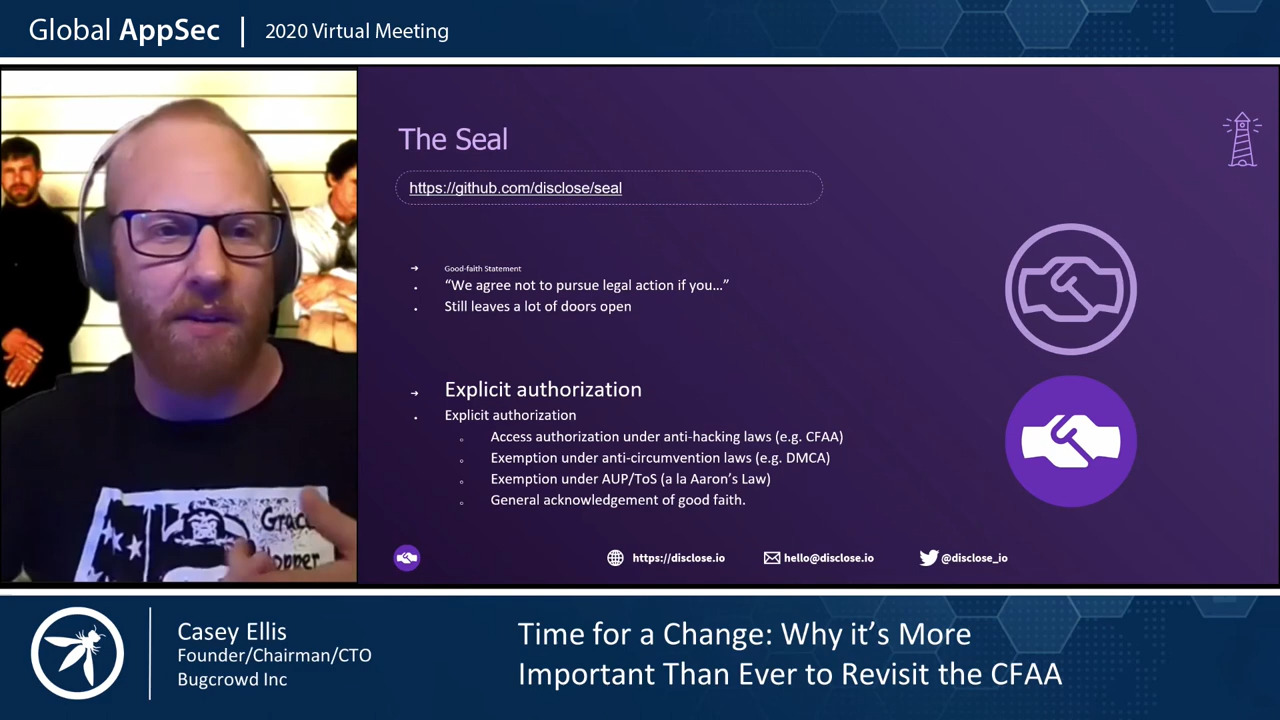 Global AppSec | 2020 Virtual Meeting
The Seal
https://github.com/disclose/seal
Good-faith Statement
“We agree not to pursue legal action if you…”
Still leaves a lot of doors open
Explicit authorization
Explicit authorization
Access authorization under anti-hacking laws (e.g. CFAA)
Exemption under anti-circumvention laws (e.g. DMCA)
Exemption under AUP/ToS (a la Aaron’s Law)
General acknowledgement of good faith.
https://disclose.io
hello@disclose.io
@disclose_io
Grace
Hopper
Casey Ellis
Founder/Chairman/CTO
Bugcrowd Inc
Time for a Change: Why it’s More
Important Than Ever to Revisit the CFAA